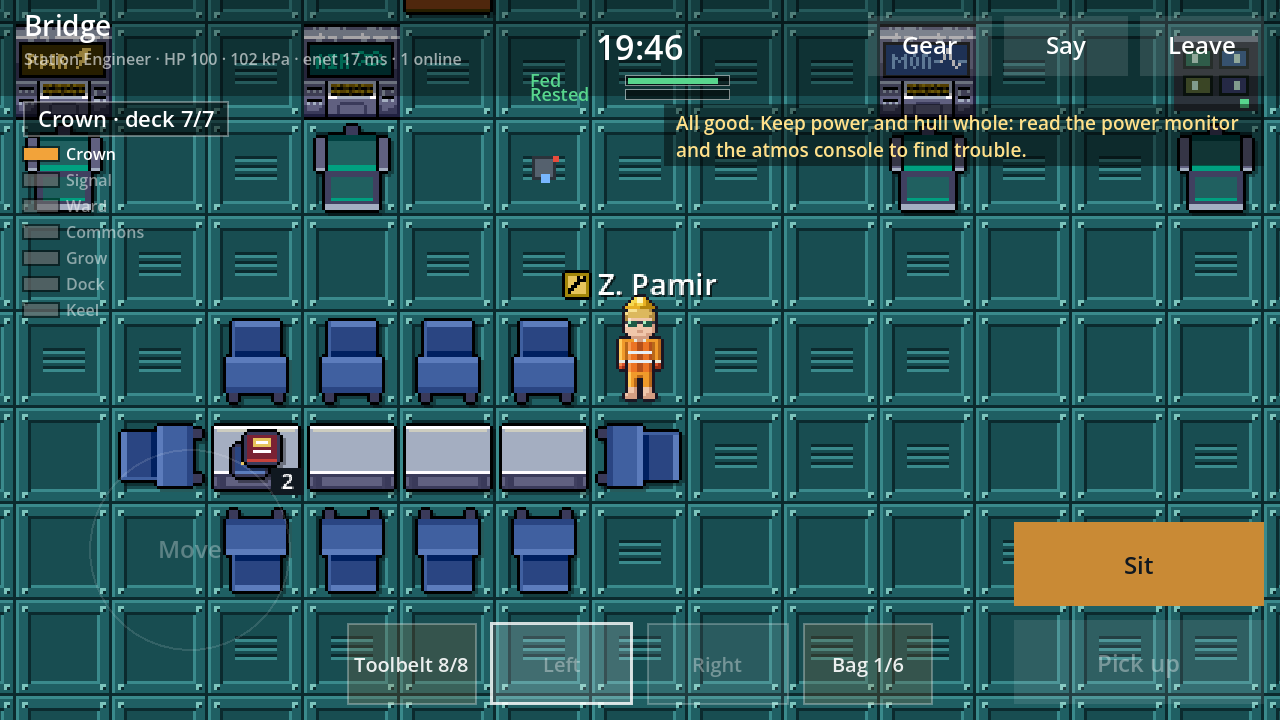 Bridge
Station Engineer · HP 100 · 102 kPa · enet 17 ms · 1 online
19:46
Gear
Say
Leave
Fed
Rested
Crown · deck 7/7
All good. Keep power and hull whole: read the power monitor
and the atmos console to find trouble.
Crown
Signal
Ward
Commons
Grow
Dock
Keel
Z. Pamir
2
Move
Sit
Toolbelt 8/8
Left
Right
Bag 1/6
Pick up